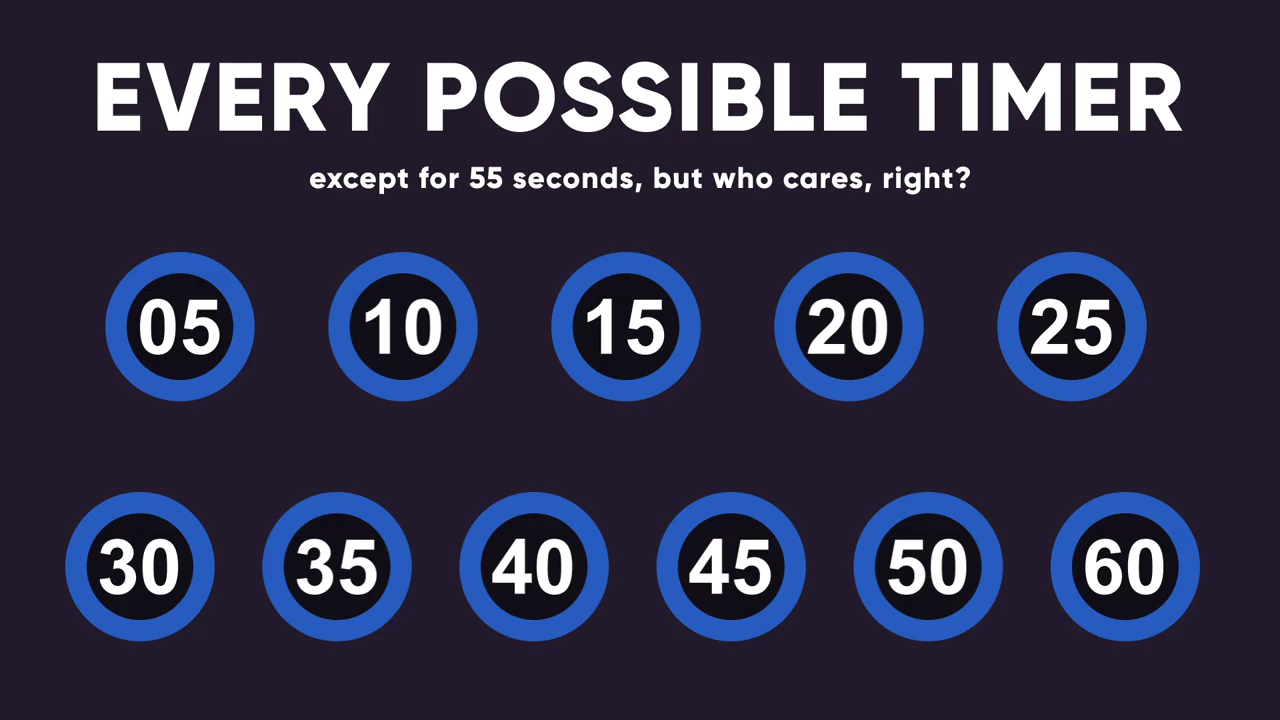 EVERY POSSIBLE TIMER
except for 55 seconds, but who cares, right?
05 10 15 20 25
30 35 40 45 50 60